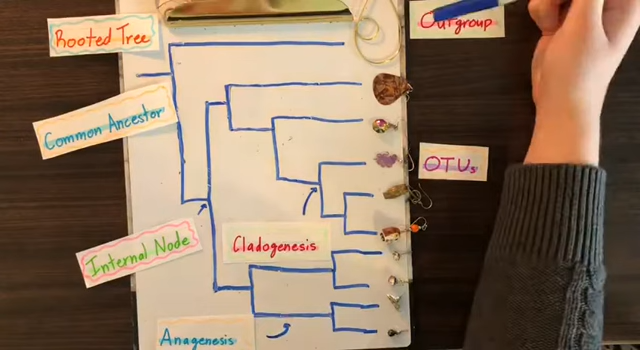 Rooted Tree
Outgroup
Common Ancestor
OTUs
Internal Node
Cladogenesis
Anagenesis